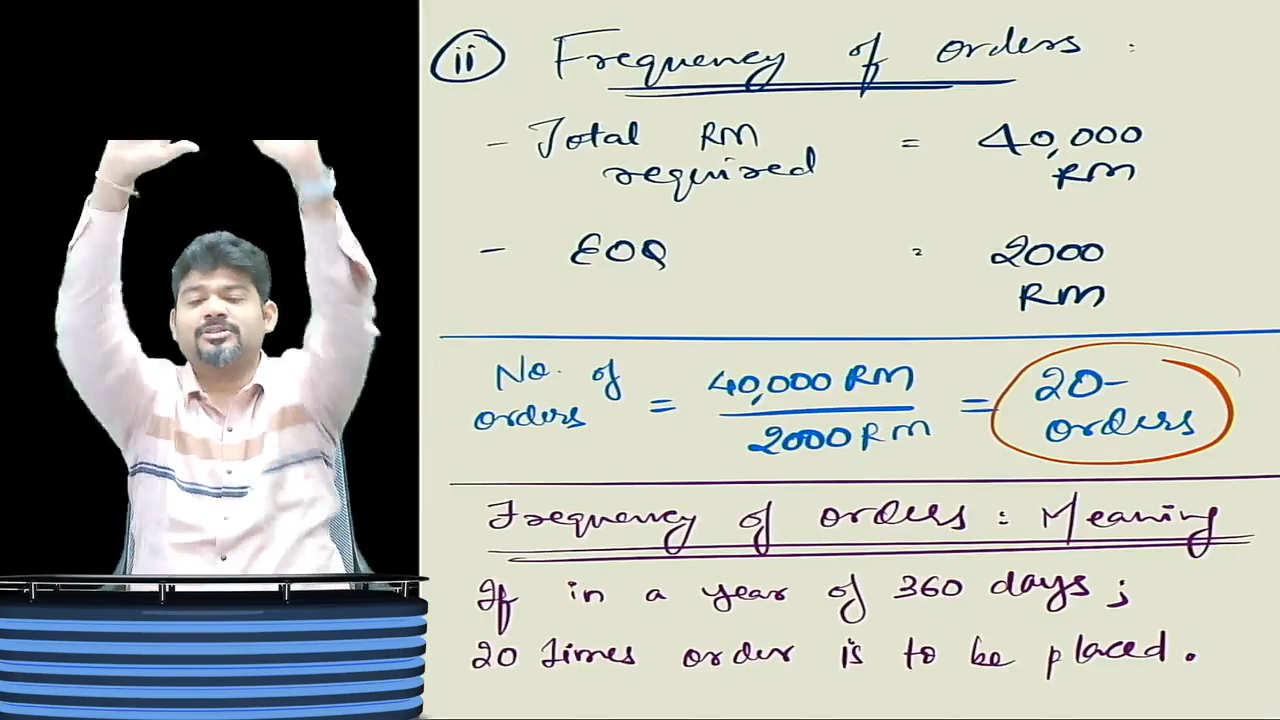 ii Frequency of orders :
- Total RM = 40,000
required RM
- EOQ = 2000
RM
No. of orders = 40,000 RM / 2000 RM = 20- orders
Frequency of orders : Meaning
If in a year of 360 days ;
20 times order is to be placed .